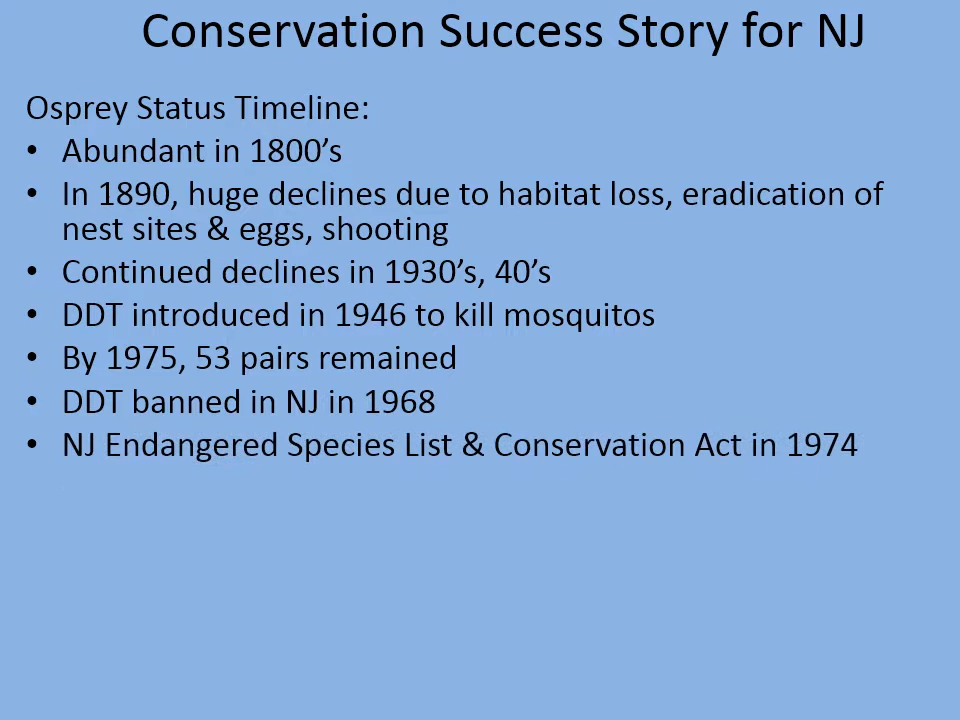 Conservation Success Story for NJ
Osprey Status Timeline:
• Abundant in 1800’s
• In 1890, huge declines due to habitat loss, eradication of
nest sites & eggs, shooting
• Continued declines in 1930’s, 40’s
• DDT introduced in 1946 to kill mosquitos
• By 1975, 53 pairs remained
• DDT banned in NJ in 1968
• NJ Endangered Species List & Conservation Act in 1974